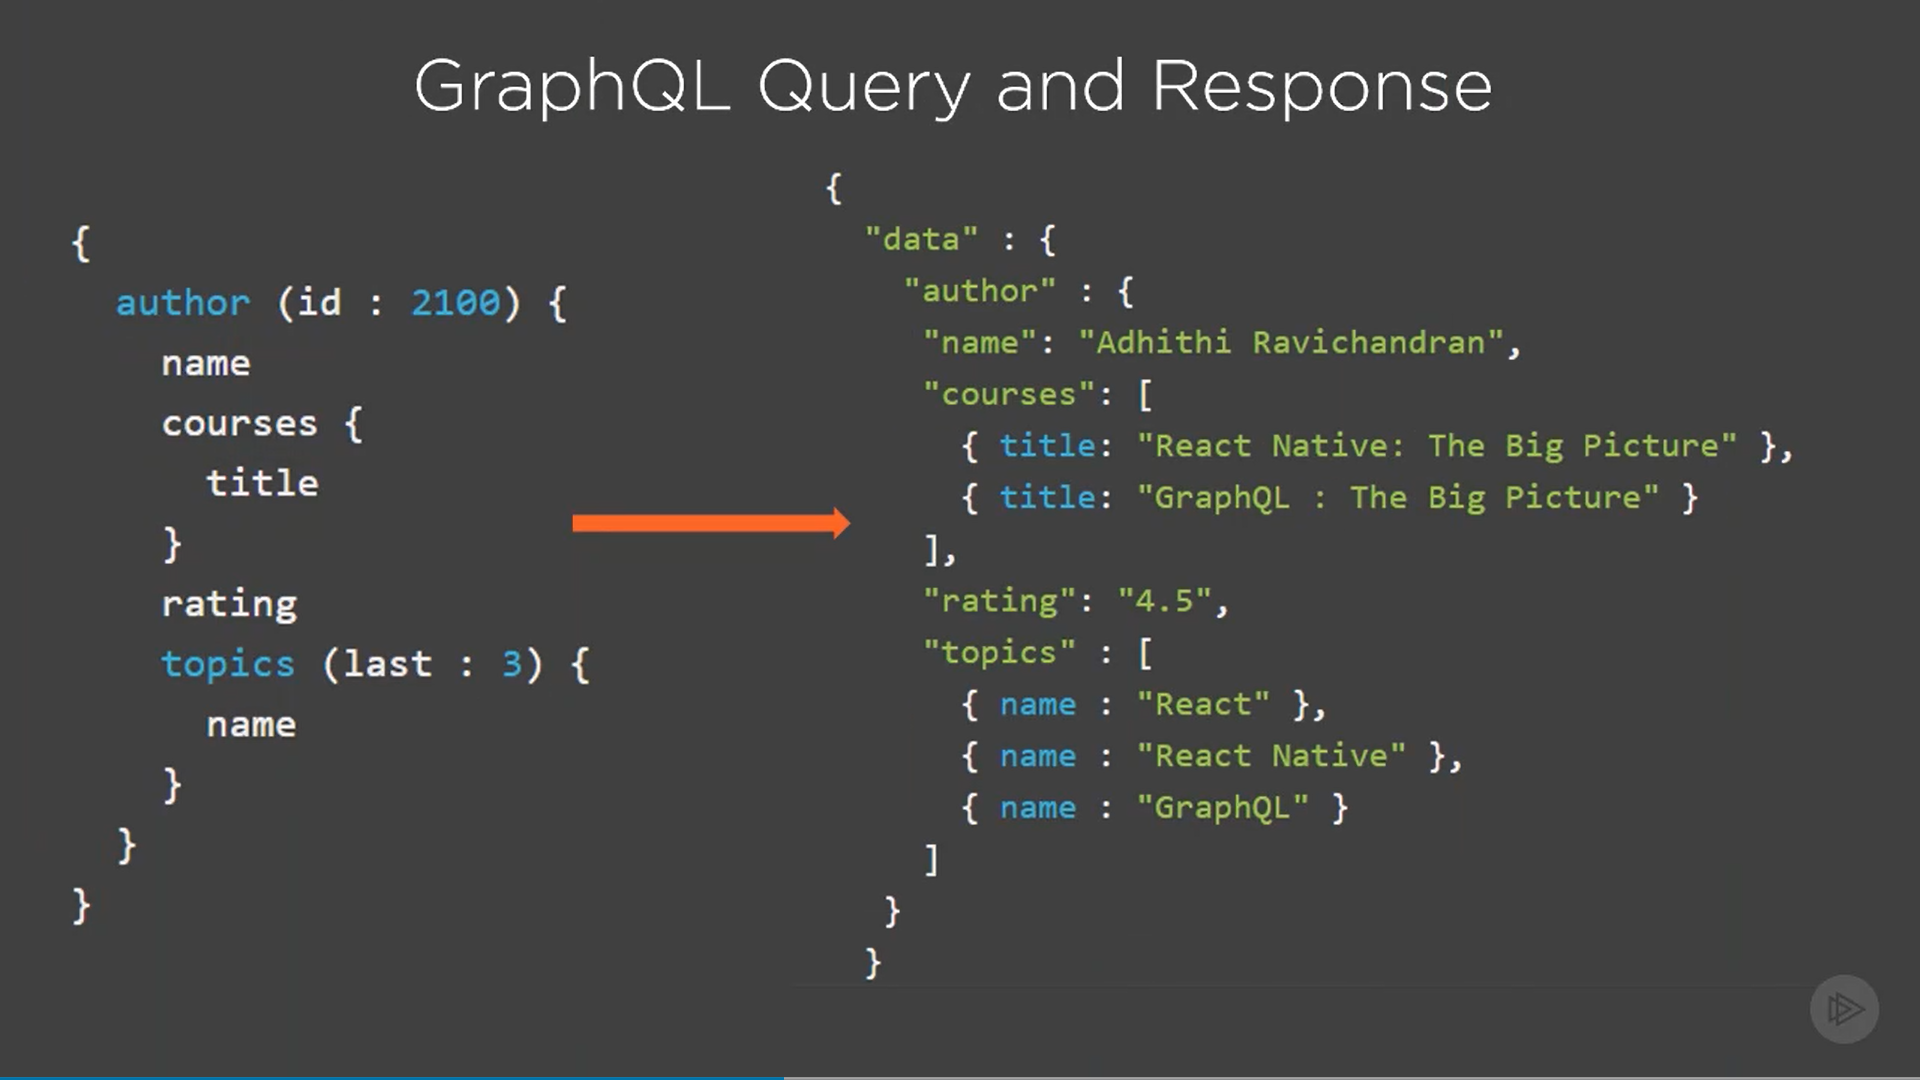 GraphQL Query and Response
{
author (id : 2100) {
name
courses {
title
}
rating
topics (last : 3) {
name
}
}
}
{
"data" : {
"author" : {
"name": "Adhithi Ravichandran",
"courses": [
{ title: "React Native: The Big Picture" },
{ title: "GraphQL : The Big Picture" }
],
"rating": "4.5",
"topics" : [
{ name : "React" },
{ name : "React Native" },
{ name : "GraphQL" }
]
}
}